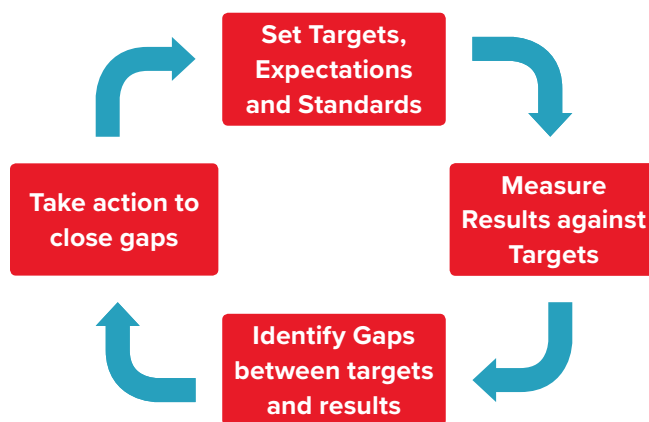 Set Targets,
Expectations
and Standards
Measure
Results against
Targets
Identify Gaps
between targets
and results
Take action to
close gaps